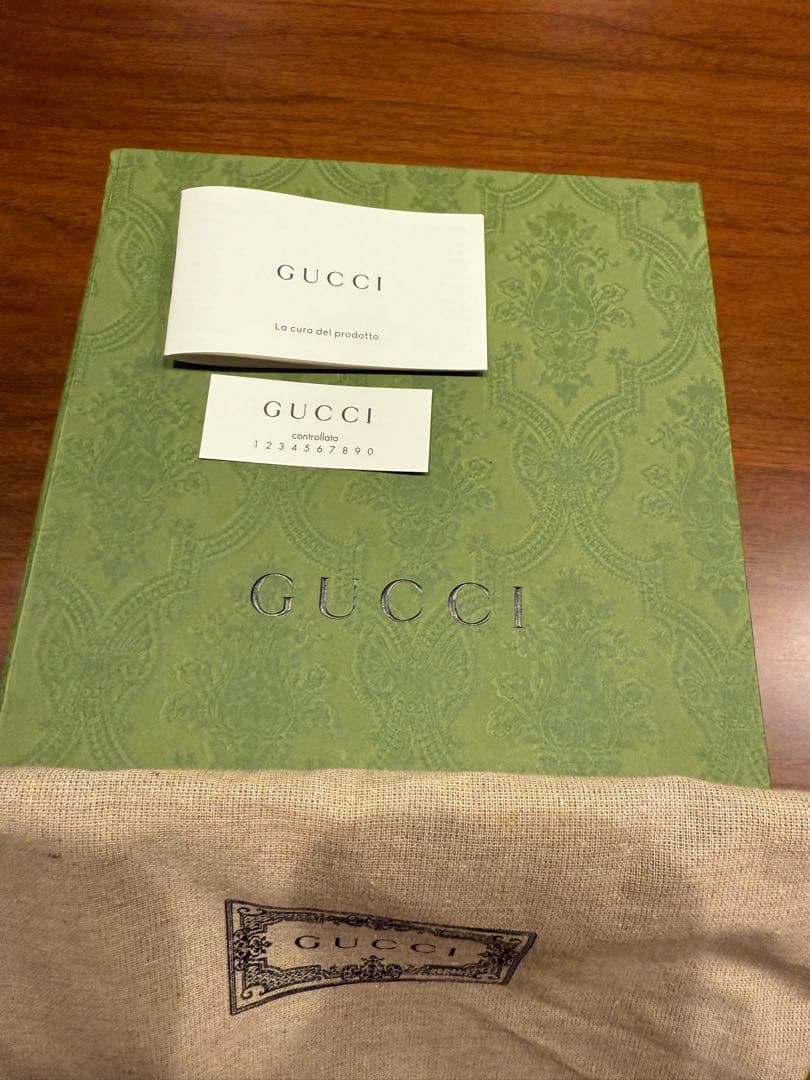 GUCCI
La cura del prodotto
GUCCI
controllato
1 2 3 4 5 6 7 8 9 0
GUCCI
GUCCI